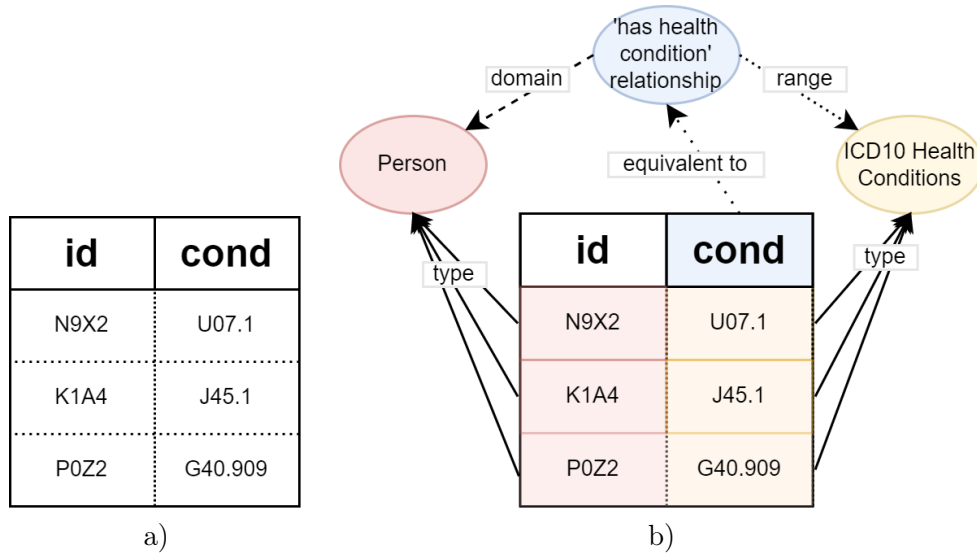 id cond
N9X2 U07.1
K1A4 J45.1
P0Z2 G40.909
a)
'has health
condition'
relationship
domain
range
Person
ICD10 Health
Conditions
equivalent to
type
type
id cond
N9X2 U07.1
K1A4 J45.1
P0Z2 G40.909
b)